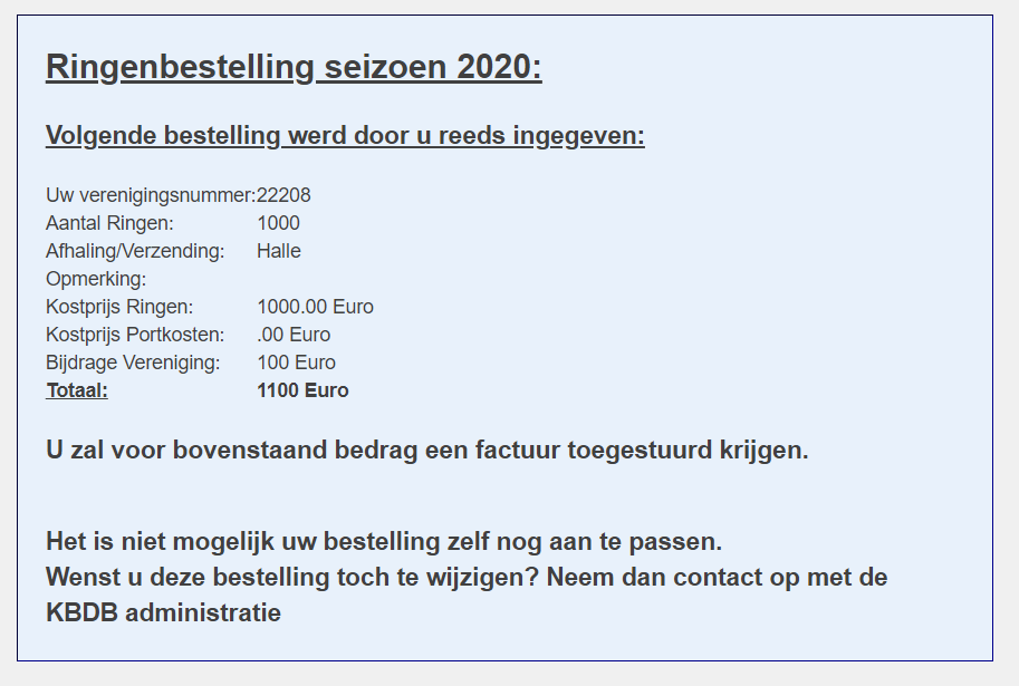 Ringenbestelling seizoen 2020:
Volgende bestelling werd door u reeds ingegeven:
Uw verenigingsnummer:22208
Aantal Ringen: 1000
Afhaling/Verzending: Halle
Opmerking:
Kostprijs Ringen: 1000.00 Euro
Kostprijs Portkosten: .00 Euro
Bijdrage Vereniging: 100 Euro
Totaal: 1100 Euro
U zal voor bovenstaand bedrag een factuur toegestuurd krijgen.
Het is niet mogelijk uw bestelling zelf nog aan te passen.
Wenst u deze bestelling toch te wijzigen? Neem dan contact op met de
KBDB administratie